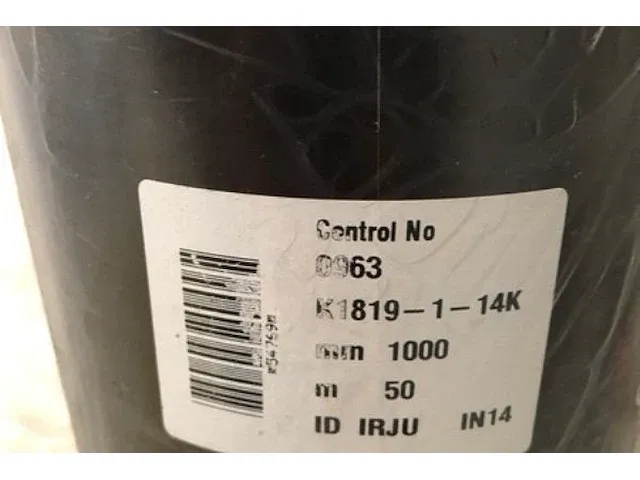 Control No
0963
K1819-1-14K
mm 1000
m 50
ID IRJU IN14